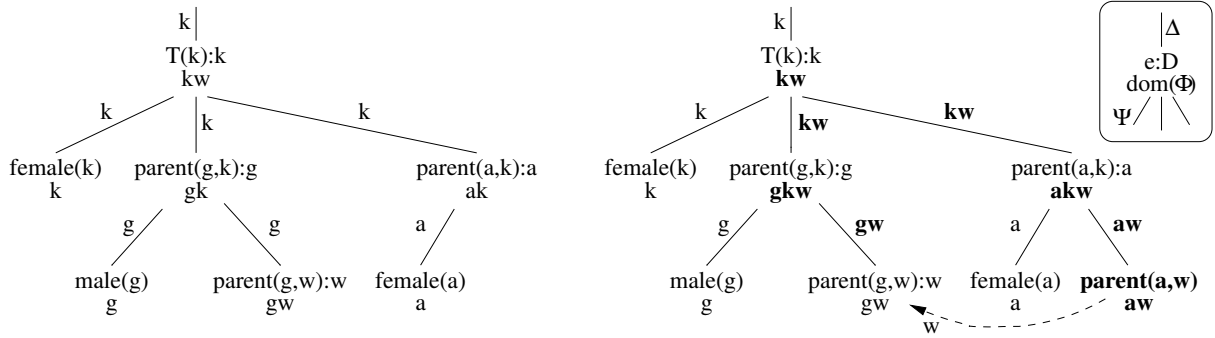 k
T(k):k
kw
k k k
female(k) parent(g,k):g parent(a,k):a
k gk ak
g g a
male(g) parent(g,w):w female(a)
g gw a
k
T(k):k
kw
k kw kw
female(k) parent(g,k):g parent(a,k):a
k gkw akw
g gw a aw
male(g) parent(g,w):w female(a) parent(a,w)
g gw a aw
w
Δ
e:D
dom(Φ)
Ψ